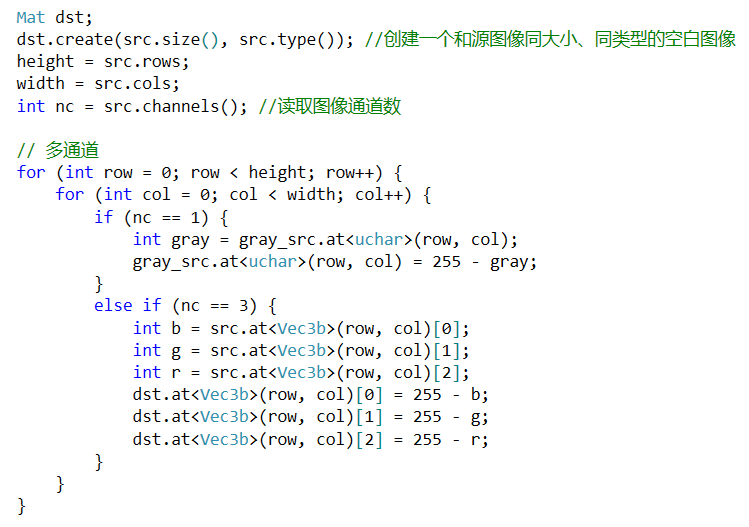 Mat dst;
dst.create(src.size(), src.type()); //创建一个和源图像同大小、同类型的空白图像
height = src.rows;
width = src.cols;
int nc = src.channels(); //读取图像通道数

// 多通道
for (int row = 0; row < height; row++) {
    for (int col = 0; col < width; col++) {
        if (nc == 1) {
            int gray = gray_src.at<uchar>(row, col);
            gray_src.at<uchar>(row, col) = 255 - gray;
        }
        else if (nc == 3) {
            int b = src.at<Vec3b>(row, col)[0];
            int g = src.at<Vec3b>(row, col)[1];
            int r = src.at<Vec3b>(row, col)[2];
            dst.at<Vec3b>(row, col)[0] = 255 - b;
            dst.at<Vec3b>(row, col)[1] = 255 - g;
            dst.at<Vec3b>(row, col)[2] = 255 - r;
        }
    }
}